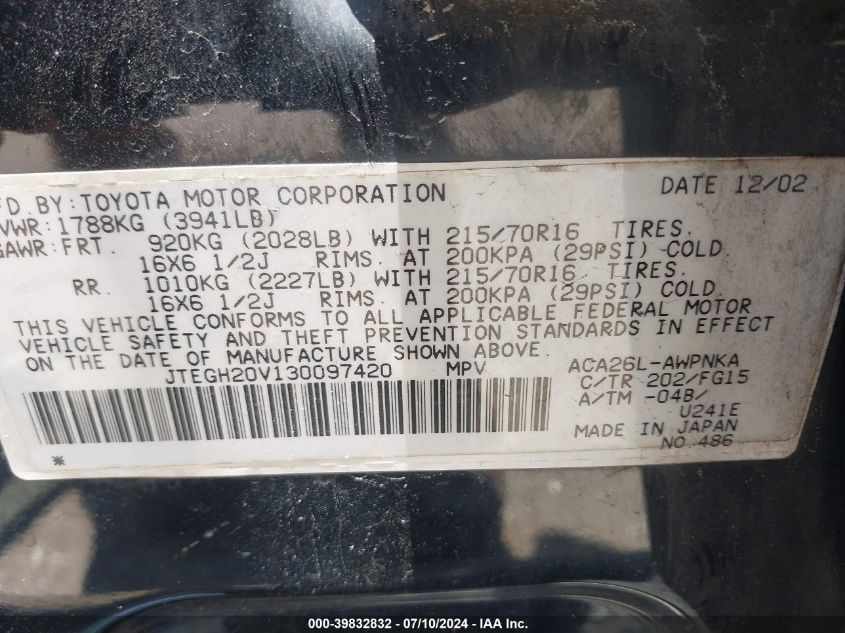 FD.BY:TOYOTA MOTOR CORPORATION DATE 12/02
VWR:1788KG (3941LB)
GAWR:FRT. 920KG (2028LB) WITH 215/70R16 TIRES.
16X6 1/2J RIMS. AT 200KPA (29PSI) COLD.
RR. 1010KG (2227LB) WITH 215/70R16 TIRES.
16X6 1/2J RIMS. AT 200KPA (29PSI) COLD.
THIS VEHICLE CONFORMS TO ALL APPLICABLE FEDERAL MOTOR
VEHICLE SAFETY AND THEFT PREVENTION STANDARDS IN EFFECT
ON THE DATE OF MANUFACTURE SHOWN ABOVE.
JTEGH20V130097420 MPV ACA26L-AWPNKA
C/TR 202/FG15
A/TM -04B/
U241E
MADE IN JAPAN
NO.486
*
000-39832832 - 07/10/2024 - IAA Inc.